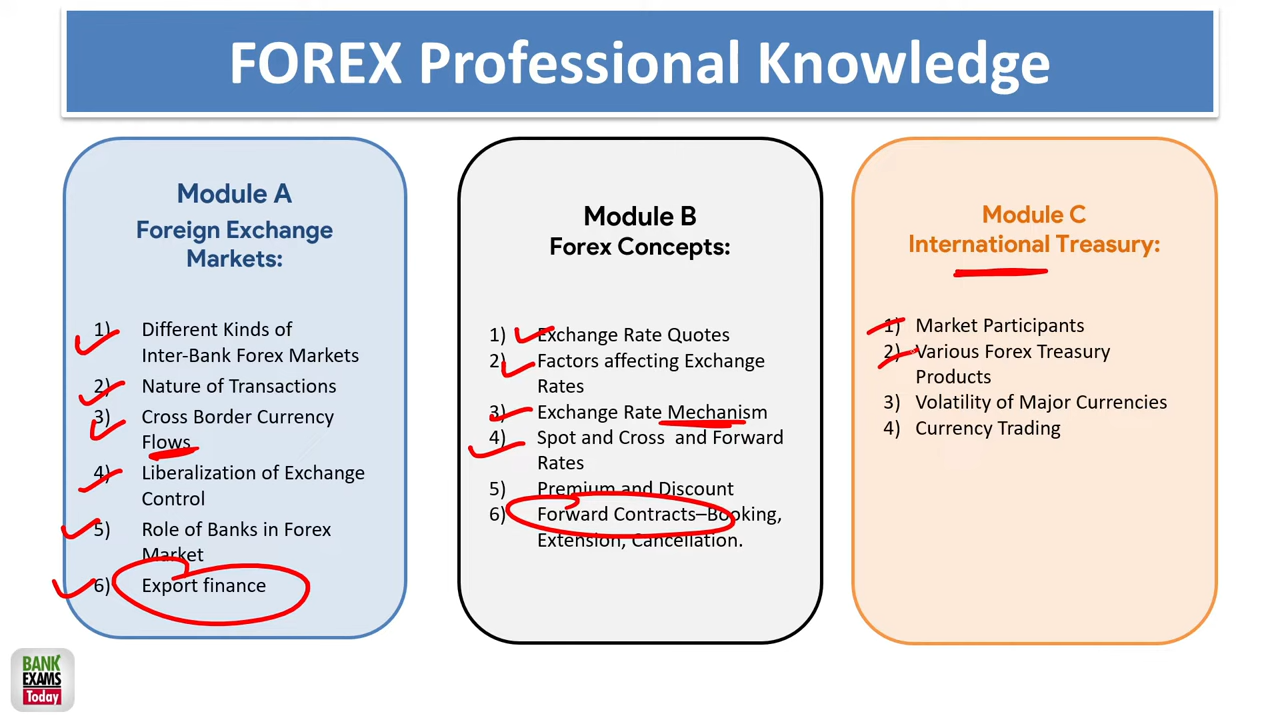 FOREX Professional Knowledge
Module A
Foreign Exchange
Markets:
1) Different Kinds of
Inter-Bank Forex Markets
2) Nature of Transactions
3) Cross Border Currency
Flows
4) Liberalization of Exchange
Control
5) Role of Banks in Forex
Market
6) Export finance
Module B
Forex Concepts:
1) Exchange Rate Quotes
2) Factors affecting Exchange
Rates
3) Exchange Rate Mechanism
4) Spot and Cross and Forward
Rates
5) Premium and Discount
6) Forward Contracts–Booking,
Extension, Cancellation.
Module C
International Treasury:
1) Market Participants
2) Various Forex Treasury
Products
3) Volatility of Major Currencies
4) Currency Trading
BANK
EXAMS
Today